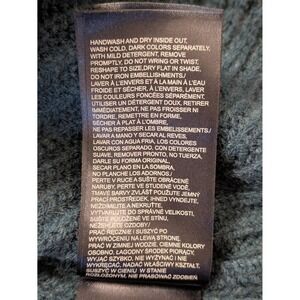 HANDWASH AND DRY INSIDE OUT,
WASH COLD, DARK COLORS SEPARATELY,
WITH MILD DETERGENT, REMOVE
PROMPTLY, DO NOT WRING OR TWIST.
RESHAPE TO SIZE, DRY FLAT IN SHADE,
DO NOT IRON EMBELLISHMENTS/
LAVER À L'ENVERS ET À LA MAIN À L'EAU
FROIDE ET SÉCHER À L'ENVERS, LAVER
LES COULEURS FONCÉES SÉPARÉMENT.
UTILISER UN DÉTERGENT DOUX. RETIRER
IMMÉDIATEMENT, NE PAS FROISSER NI
TORDRE, REMETTRE EN FORME.
SÉCHER À PLAT À L'OMBRE,
NE PAS REPASSER LES EMBELLISSEMENTS/
LAVAR A MANO Y SECAR AL REVES,
LAVAR CON AGUA FRIA, LOS COLORES
OSCUROS SEPARADO. CON DETERGENTE
SUAVE, REMOVER PRONTO, NO TUERZA,
DARLE SU FORMA ORIGINAL.
SECAR PLANO EN LA SOMBRA,
NO PLANCHE LOS ADORNOS/
PERTE V RUCE A SUŠTE OBRÁCENÉ
NARUBY, PERTE VE STUDENÉ VODĚ,
TMAVÉ BARVY ZVLÁŠŤ POUŽIJTE JEMNÝ
PRACÍ PROSTŘEDEK, IHNED VYNDEJTE,
NEŽDÍMEJTE A NEKRUŤTE.
VYTVARUJTE DO SPRÁVNÉ VELIKOSTI,
SUŠTE POLOŽENÉ VE STÍNU,
NEŽEHLETE OZDOBY/
PRAĆ RĘCZNIE I SUSZYĆ PO
WYWRÓCENIU NA LEWĄ STRONĘ,
PRAĆ W ZIMNEJ WODZIE, CIEMNE KOLORY
OSOBNO, ŁAGODNY ŚRODEK PIORĄCY,
WYJĄĆ SZYBKO, NIE WYŻYMAĆ I NIE
WYKRĘCAĆ, NADAĆ WŁAŚCIWY KSZTAŁT,
SUSZYĆ W CIENIU W STANIE
ROZŁOŻONYM, NIE PRASOWAĆ ZDOBIEŃ.